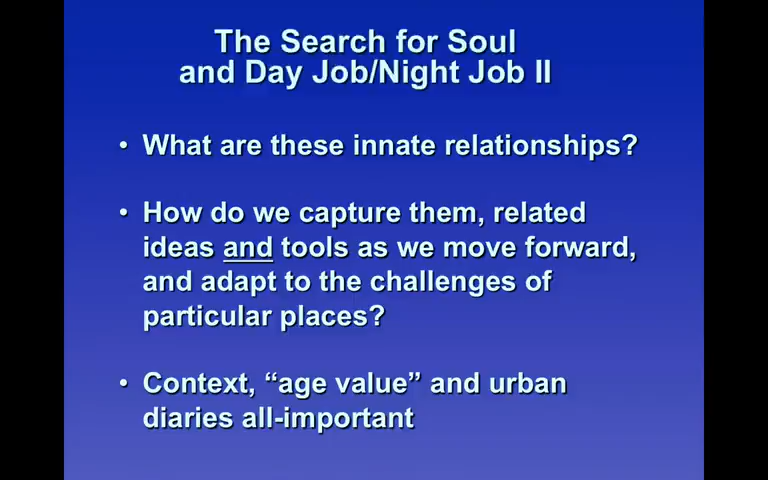 The Search for Soul
and Day Job/Night Job II
• What are these innate relationships?
• How do we capture them, related
ideas and tools as we move forward,
and adapt to the challenges of
particular places?
• Context, “age value” and urban
diaries all-important